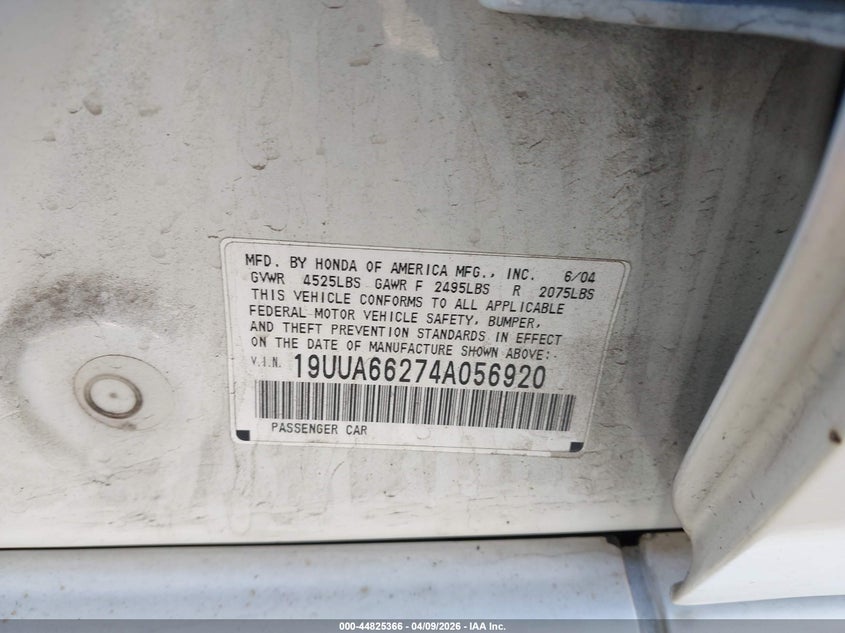 MFD. BY HONDA OF AMERICA MFG., INC. 6/04
GVWR 4525LBS GAWR F 2495LBS R 2075LBS
THIS VEHICLE CONFORMS TO ALL APPLICABLE
FEDERAL MOTOR VEHICLE SAFETY, BUMPER,
AND THEFT PREVENTION STANDARDS IN EFFECT
ON THE DATE OF MANUFACTURE SHOWN ABOVE:.
V.I.N. 19UUA66274A056920
PASSENGER CAR
000-44825366 - 04/09/2026 - IAA Inc.